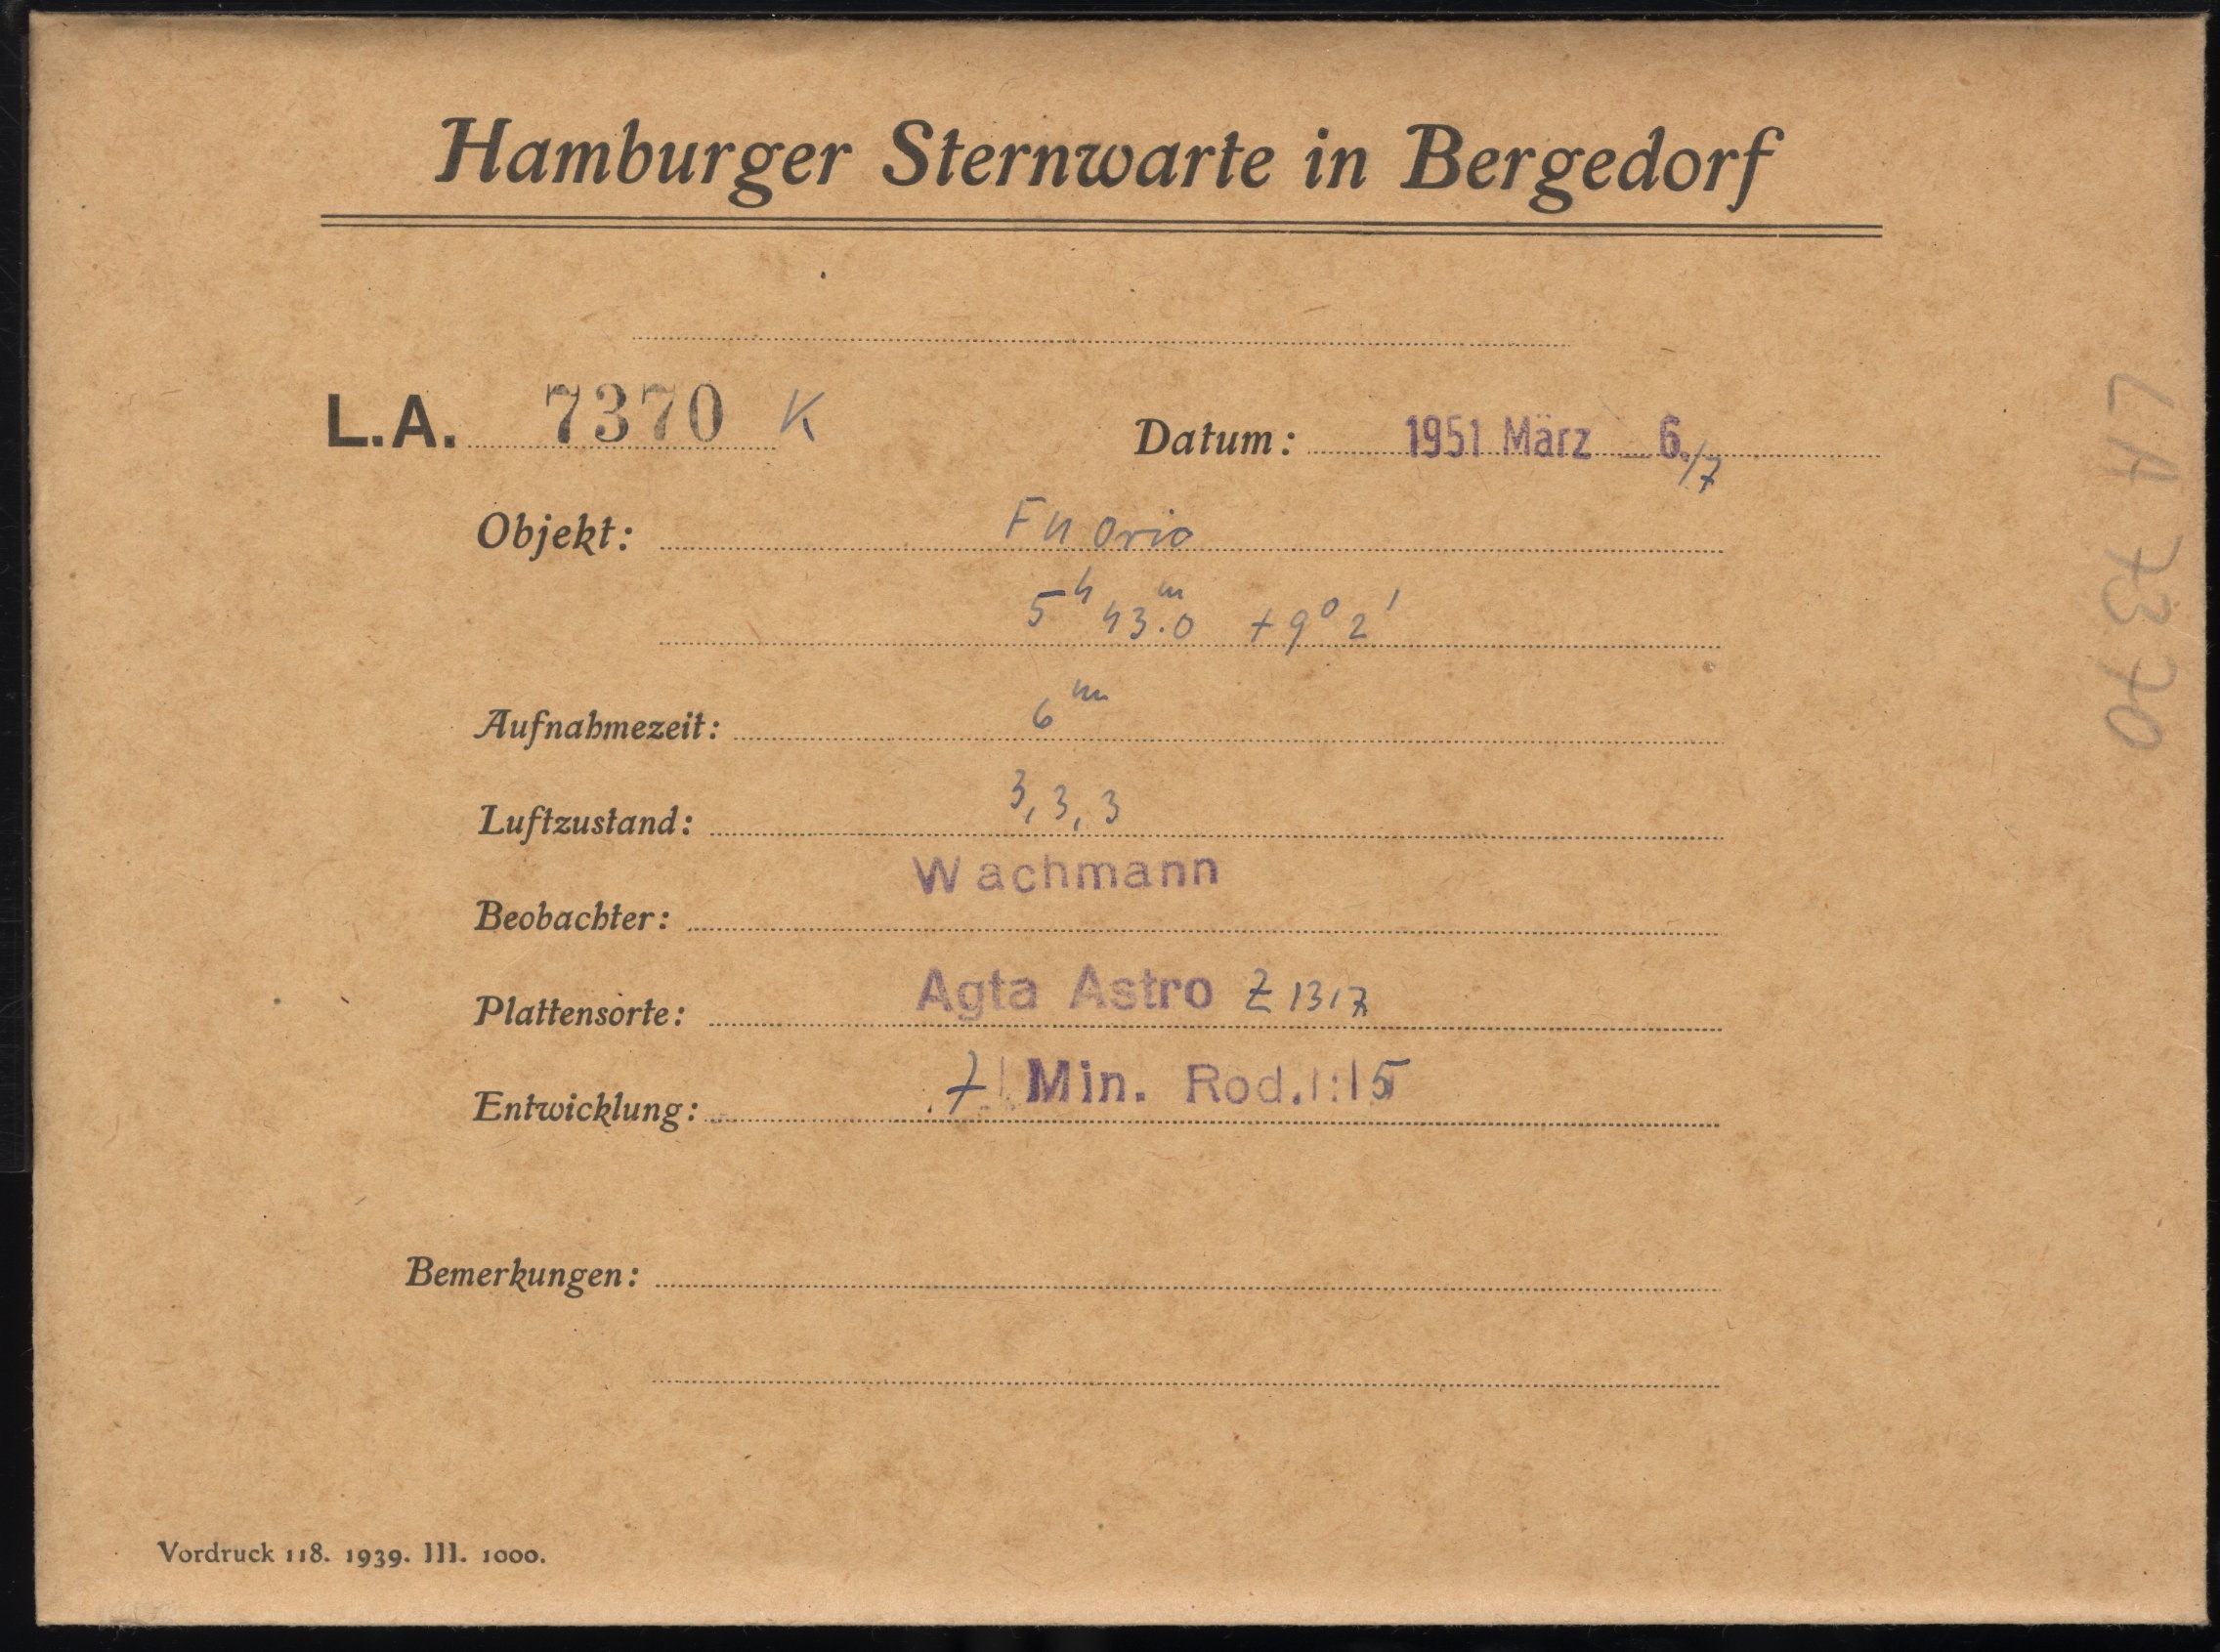 Hamburger Sternwarte in Bergedorf
L.A. 7370 K
Datum: 1951 März 6./7
Objekt: FU Orio
5ʰ 43.0ᵐ +9° 2'
Aufnahmezeit: 6ᵐ
Luftzustand: 3, 3, 3
Beobachter: Wachmann
Plattensorte: Agfa Astro Z 1317
Entwicklung: 7 Min. Rod. 1:15
Bemerkungen:
Vordruck 118. 1939. III. 1000.
LA 7370